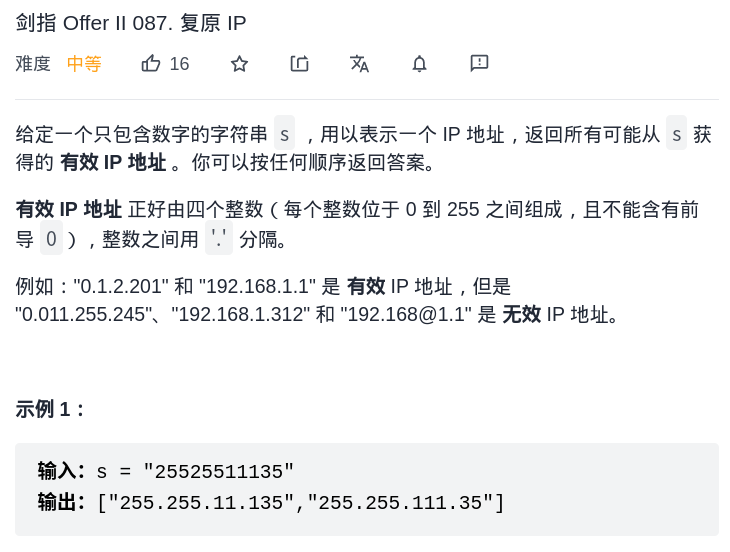 剑指 Offer II 087. 复原 IP
难度 中等 16
给定一个只包含数字的字符串 s ，用以表示一个 IP 地址，返回所有可能从 s 获
得的 有效 IP 地址 。你可以按任何顺序返回答案。
有效 IP 地址 正好由四个整数（每个整数位于 0 到 255 之间组成，且不能含有前
导 0），整数之间用 '.' 分隔。
例如："0.1.2.201" 和 "192.168.1.1" 是 有效 IP 地址，但是
"0.011.255.245"、"192.168.1.312" 和 "192.168@1.1" 是 无效 IP 地址。
示例 1：
输入：s = "25525511135"
输出：["255.255.11.135","255.255.111.35"]